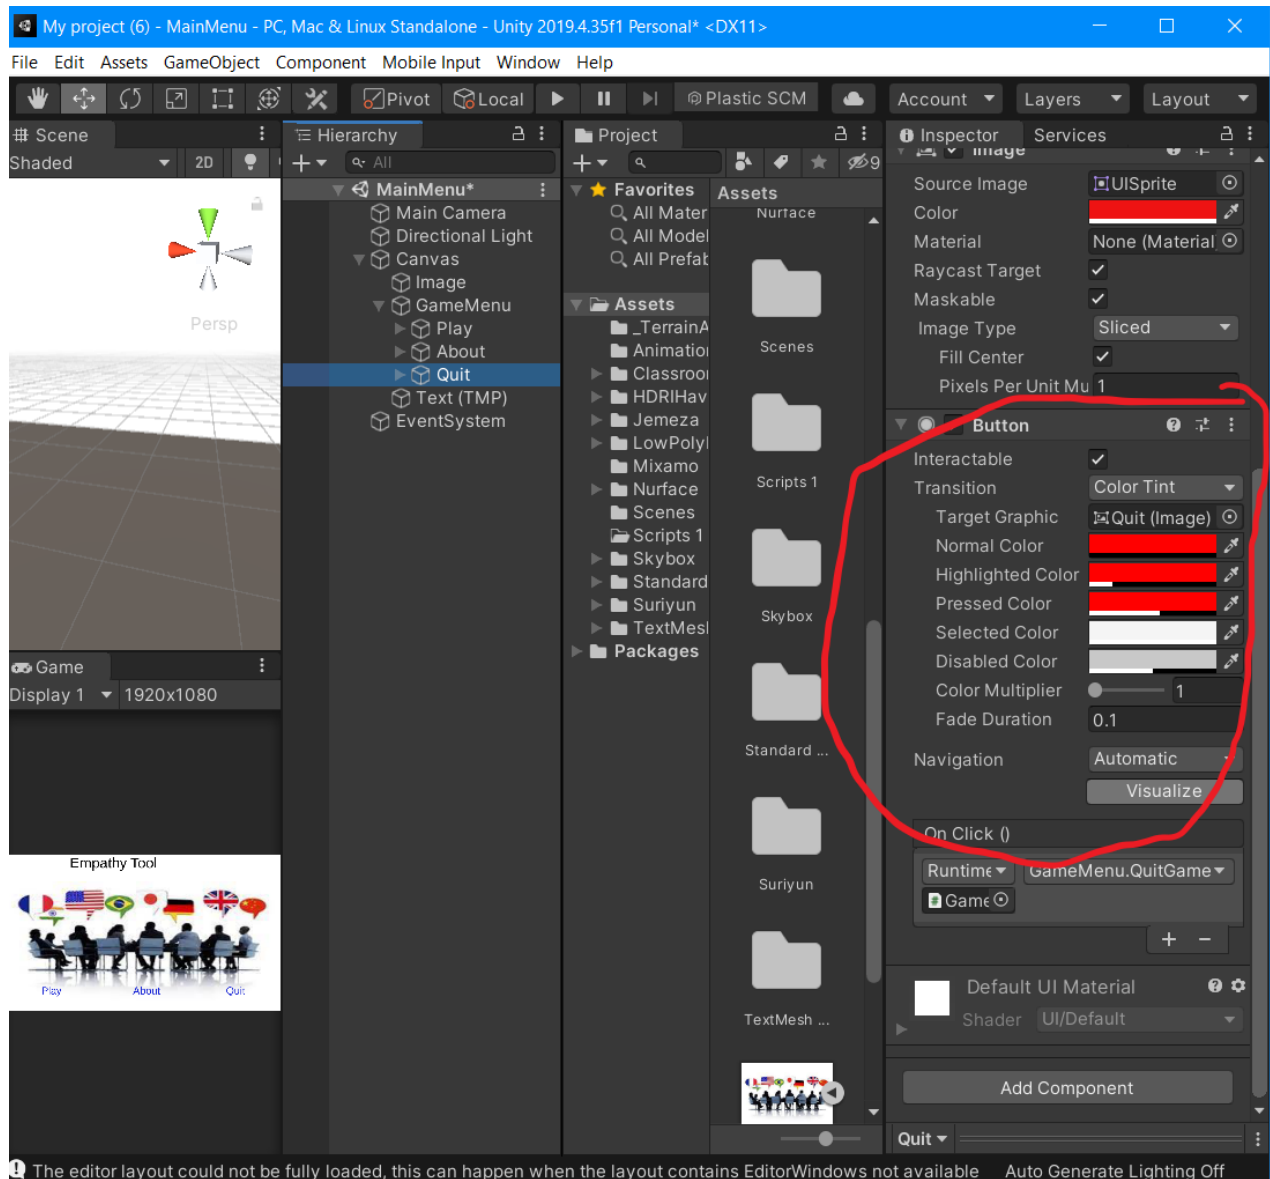 My project (6) - MainMenu - PC, Mac & Linux Standalone - Unity 2019.4.35f1 Personal* <DX11>
File Edit Assets GameObject Component Mobile Input Window Help
Pivot Local Plastic SCM Account Layers Layout
Scene
Shaded 2D
Persp
Game
Display 1 1920x1080
Empathy Tool
Play About Quit
Hierarchy
All
MainMenu*
Main Camera
Directional Light
Canvas
Image
GameMenu
Play
About
Quit
Text (TMP)
EventSystem
Project
9
Favorites
All Mater
All Model
All Prefab
Assets
_TerrainA
Animation
Classroo
HDRIHav
Jemeza
LowPoly
Mixamo
Nurface
Scenes
Scripts 1
Skybox
Standard
Suriyun
TextMesl
Packages
Assets
Nurface
Scenes
Scripts 1
Skybox
Standard ...
Suriyun
TextMesh ...
Inspector Services
Image
Source Image UISprite
Color
Material None (Material
Raycast Target
Maskable
Image Type Sliced
Fill Center
Pixels Per Unit Mu 1
Button
Interactable
Transition Color Tint
Target Graphic Quit (Image)
Normal Color
Highlighted Color
Pressed Color
Selected Color
Disabled Color
Color Multiplier 1
Fade Duration 0.1
Navigation Automatic
Visualize
On Click ()
Runtime GameMenu.QuitGame
Game
+ −
Default UI Material
Shader UI/Default
Add Component
Quit
The editor layout could not be fully loaded, this can happen when the layout contains EditorWindows not available Auto Generate Lighting Off